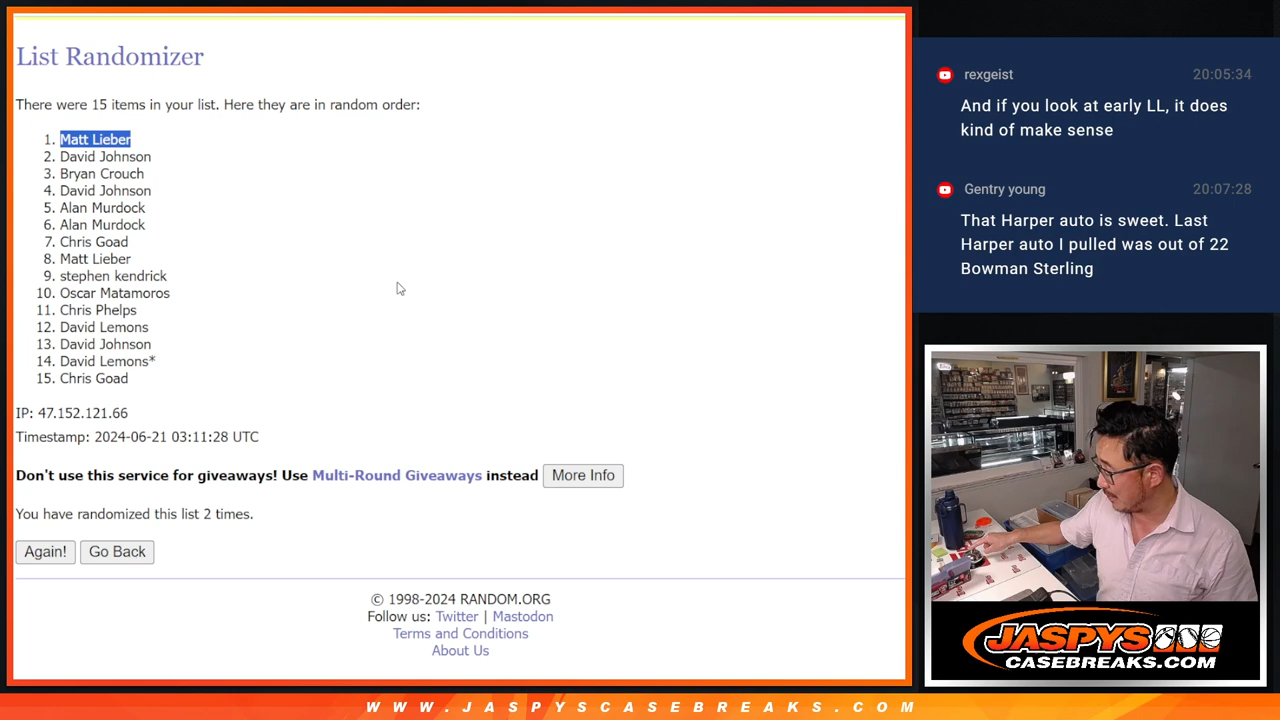 List Randomizer
There were 15 items in your list. Here they are in random order:
1. Matt Lieber
2. David Johnson
3. Bryan Crouch
4. David Johnson
5. Alan Murdock
6. Alan Murdock
7. Chris Goad
8. Matt Lieber
9. stephen kendrick
10. Oscar Matamoros
11. Chris Phelps
12. David Lemons
13. David Johnson
14. David Lemons*
15. Chris Goad
IP: 47.152.121.66
Timestamp: 2024-06-21 03:11:28 UTC
Don't use this service for giveaways! Use Multi-Round Giveaways instead More Info
You have randomized this list 2 times.
Again! Go Back
© 1998-2024 RANDOM.ORG
Follow us: Twitter | Mastodon
Terms and Conditions
About Us
rexgeist 20:05:34
And if you look at early LL, it does
kind of make sense
Gentry young 20:07:28
That Harper auto is sweet. Last
Harper auto I pulled was out of 22
Bowman Sterling
JASPYS
CASEBREAKS.COM
WWW.JASPYSCASEBREAKS.COM